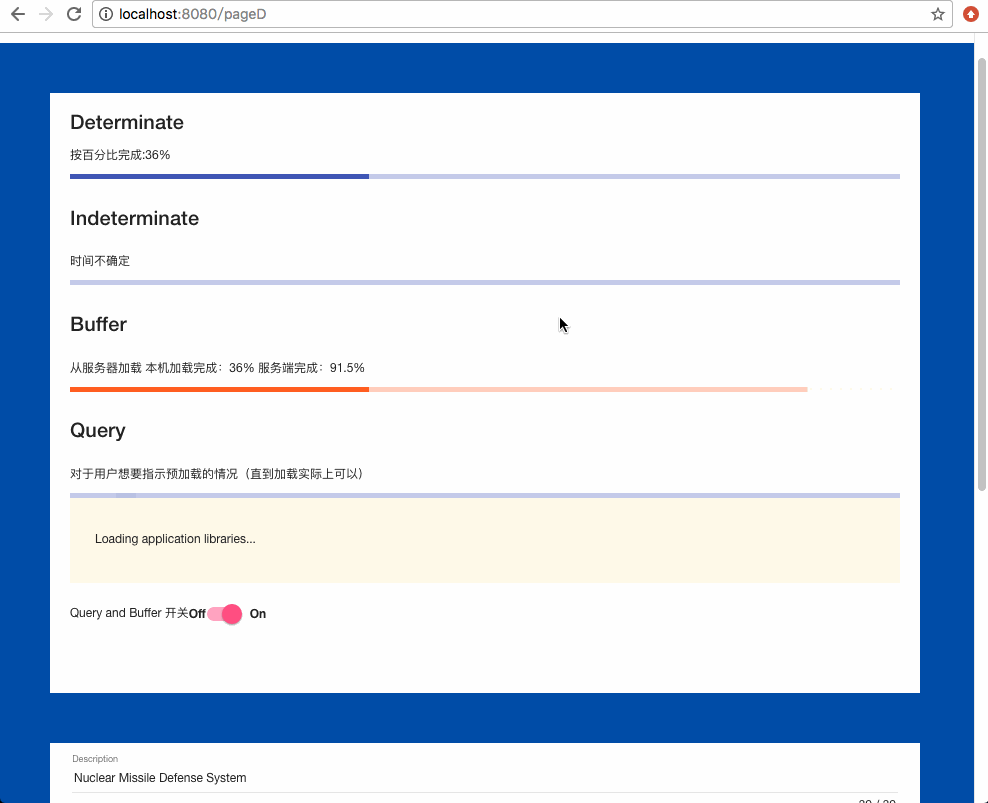 localhost:8080/pageD
Determinate
按百分比完成:36%
Indeterminate
时间不确定
Buffer
从服务器加载 本机加载完成：36% 服务端完成：91.5%
Query
对于用户想要指示预加载的情况（直到加载实际上可以）
Loading application libraries...
Query and Buffer 开关Off On
Description
Nuclear Missile Defense System